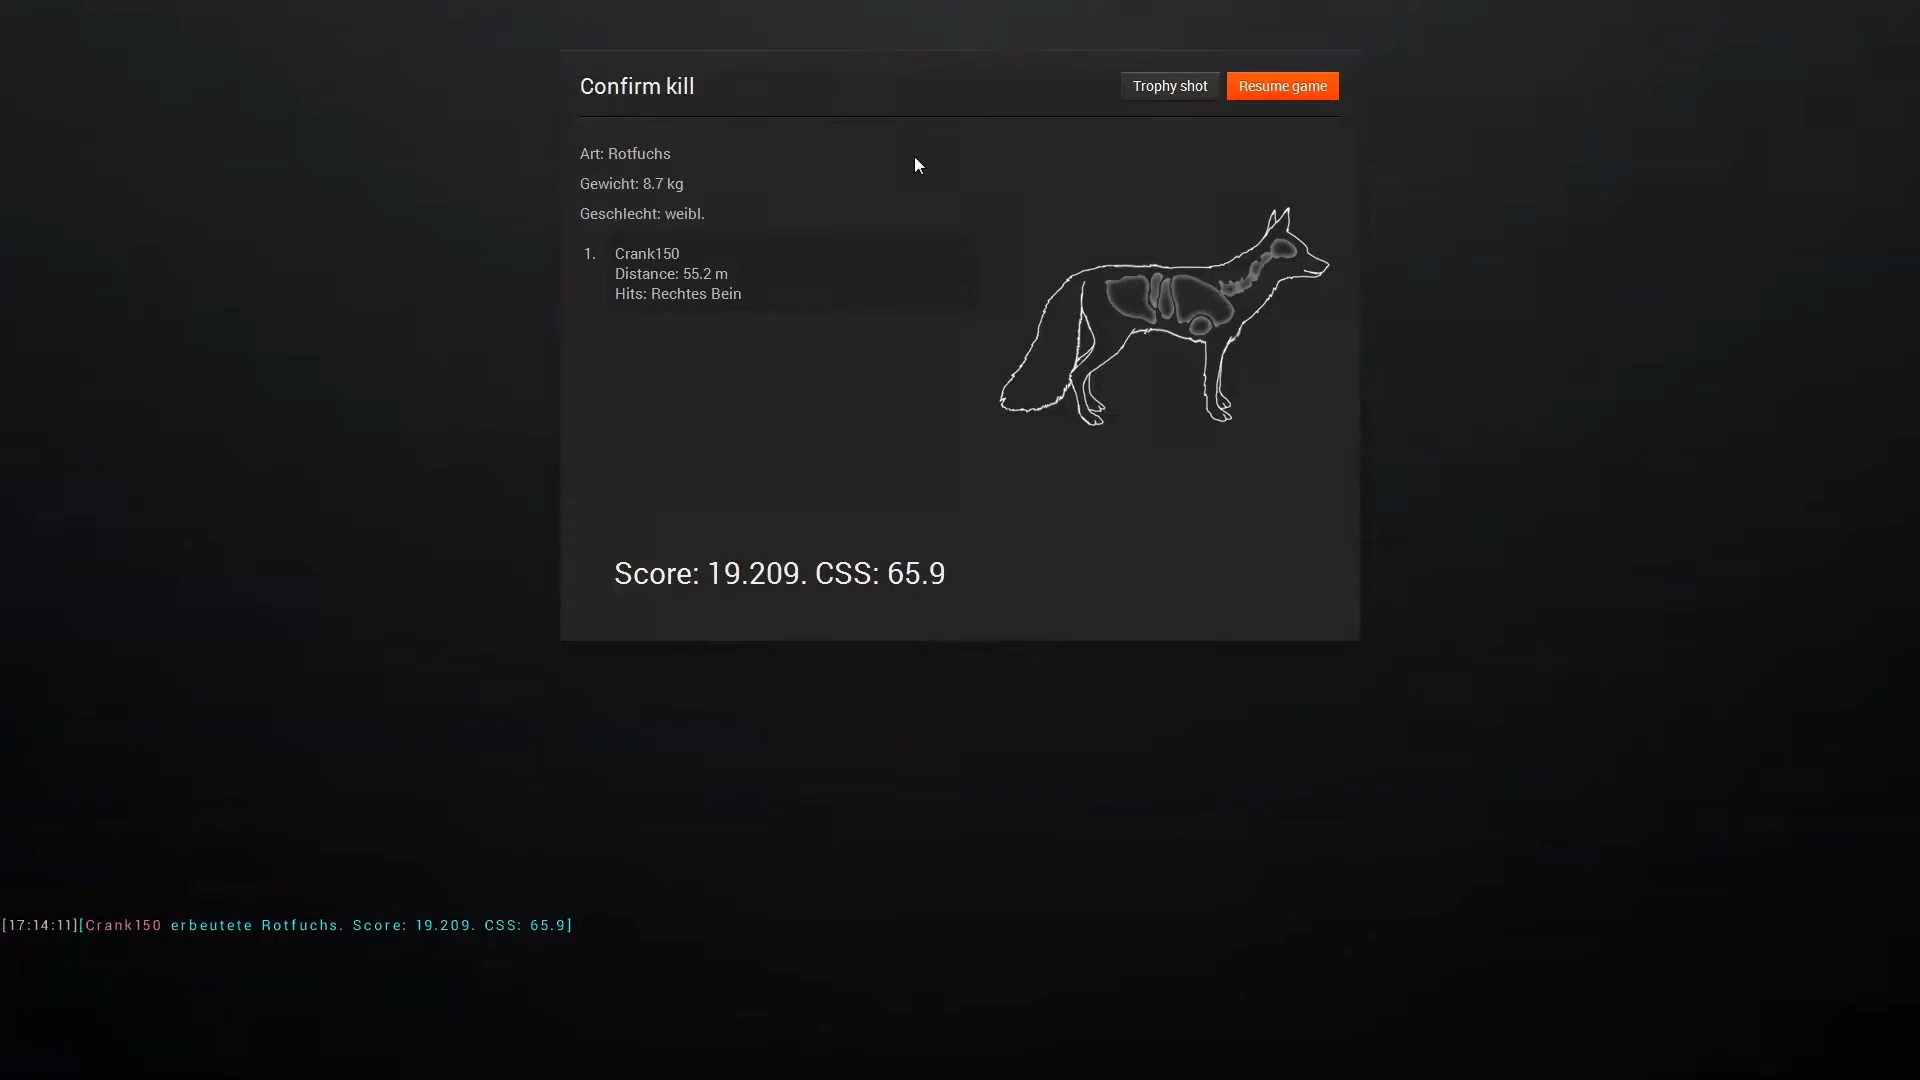 Confirm kill
Trophy shot
Resume game
Art: Rotfuchs
Gewicht: 8.7 kg
Geschlecht: weibl.
1. Crank150
Distance: 55.2 m
Hits: Rechtes Bein
Score: 19.209. CSS: 65.9
[17:14:11][Crank150 erbeutete Rotfuchs. Score: 19.209. CSS: 65.9]